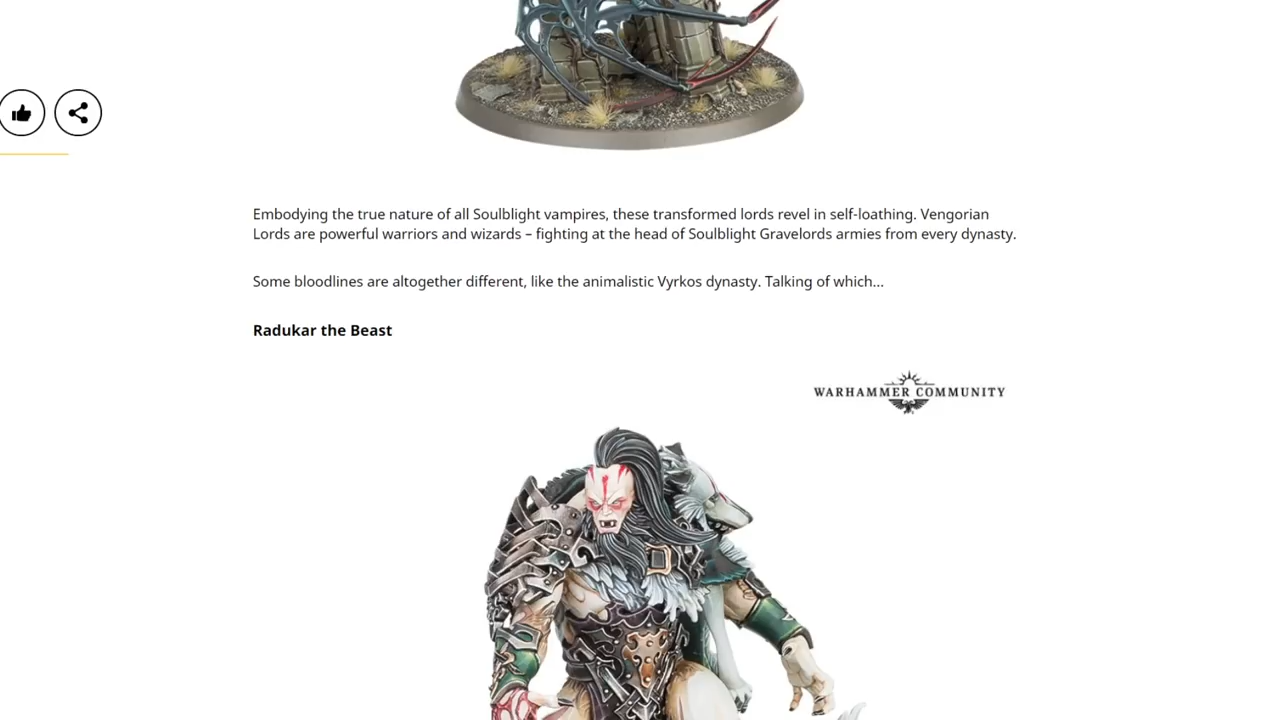 Embodying the true nature of all Soulblight vampires, these transformed lords revel in self-loathing. Vengorian
Lords are powerful warriors and wizards – fighting at the head of Soulblight Gravelords armies from every dynasty.
Some bloodlines are altogether different, like the animalistic Vyrkos dynasty. Talking of which...
Radukar the Beast
WARHAMMER COMMUNITY